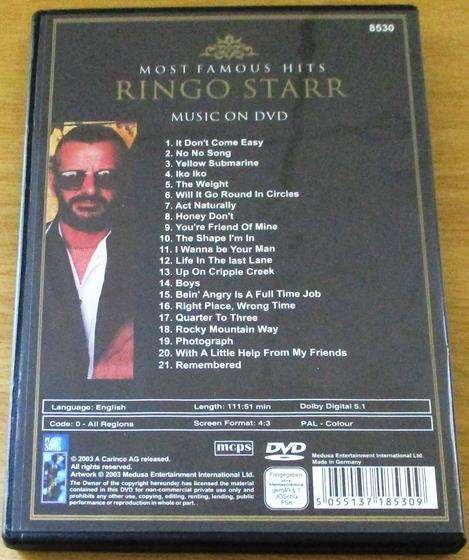 8530
MOST FAMOUS HITS
RINGO STARR
MUSIC ON DVD
1. It Don't Come Easy
2. No No Song
3. Yellow Submarine
4. Iko Iko
5. The Weight
6. Will It Go Round In Circles
7. Act Naturally
8. Honey Don't
9. You're Friend Of Mine
10. The Shape I'm In
11. I Wanna be Your Man
12. Life In The last Lane
13. Up On Cripple Creek
14. Boys
15. Bein' Angry Is A Full Time Job
16. Right Place, Wrong Time
17. Quarter To Three
18. Rocky Mountain Way
19. Photograph
20. With A Little Help From My Friends
21. Remembered
Language: English Length: 111:51 min Dolby Digital 5.1
Code: 0 - All Regions Screen Format: 4:3 PAL - Colour
mcps DVD
© 2003 A Carinco AG released.
All rights reserved.
Artwork © 2003 Medusa Entertainment International Ltd.
The Owner of the copyright hereunder has licensed the material
contained in this DVD for non-commercial private use only and
prohibits any other use, copying, editing, renting, lending, public
performance or reproduction in whole or part.
Medusa Entertainment International Ltd.
Made in Germany
Freigegeben
gemäß § 7
JÖSchG
FSK
5 055137 185309